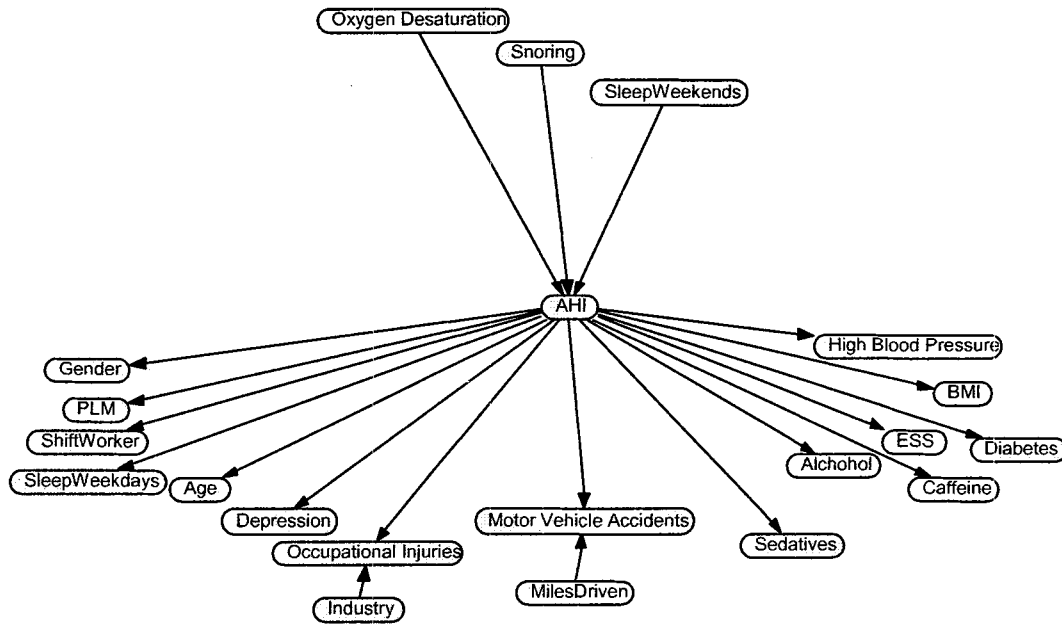 Oxygen Desaturation
Snoring
SleepWeekends
AHI
High Blood Pressure
Gender
BMI
PLM
ShiftWorker
ESS
Diabetes
Alchohol
SleepWeekdays
Age
Caffeine
Depression
Motor Vehicle Accidents
Sedatives
Occupational Injuries
MilesDriven
Industry